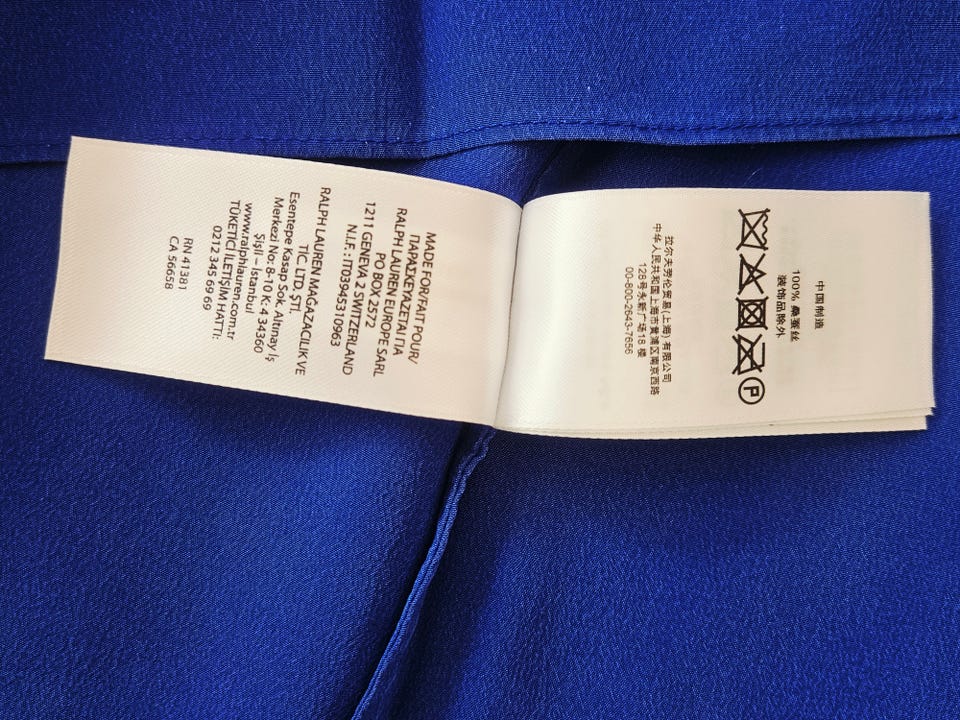 中国制造
100% 桑蚕丝
装饰品除外
P
拉尔夫劳伦贸易(上海)有限公司
中华人民共和国上海市黄浦区南京西路
128号永新广场18 楼
00-800-2643-7656
MADE FOR/FAIT POUR/
ΠΑΡΑΣΚΕΥΑΖΕΤΑΙ ΓΙΑ
RALPH LAUREN EUROPE SARL
PO BOX 2572
1211 GENEVA 2 SWITZERLAND
N.I.F. : IT03945310963
RALPH LAUREN MAĞAZACILIK VE
TİC. LTD. ŞTİ.
Esentepe Kasap Sok. Altınay İş
Merkezi No: 8-10 K: 4 34360
Şişli – İstanbul
www.ralphlauren.com.tr
TÜKETİCİ İLETİŞİM HATTI:
0212 345 69 69
RN 41381
CA 56658